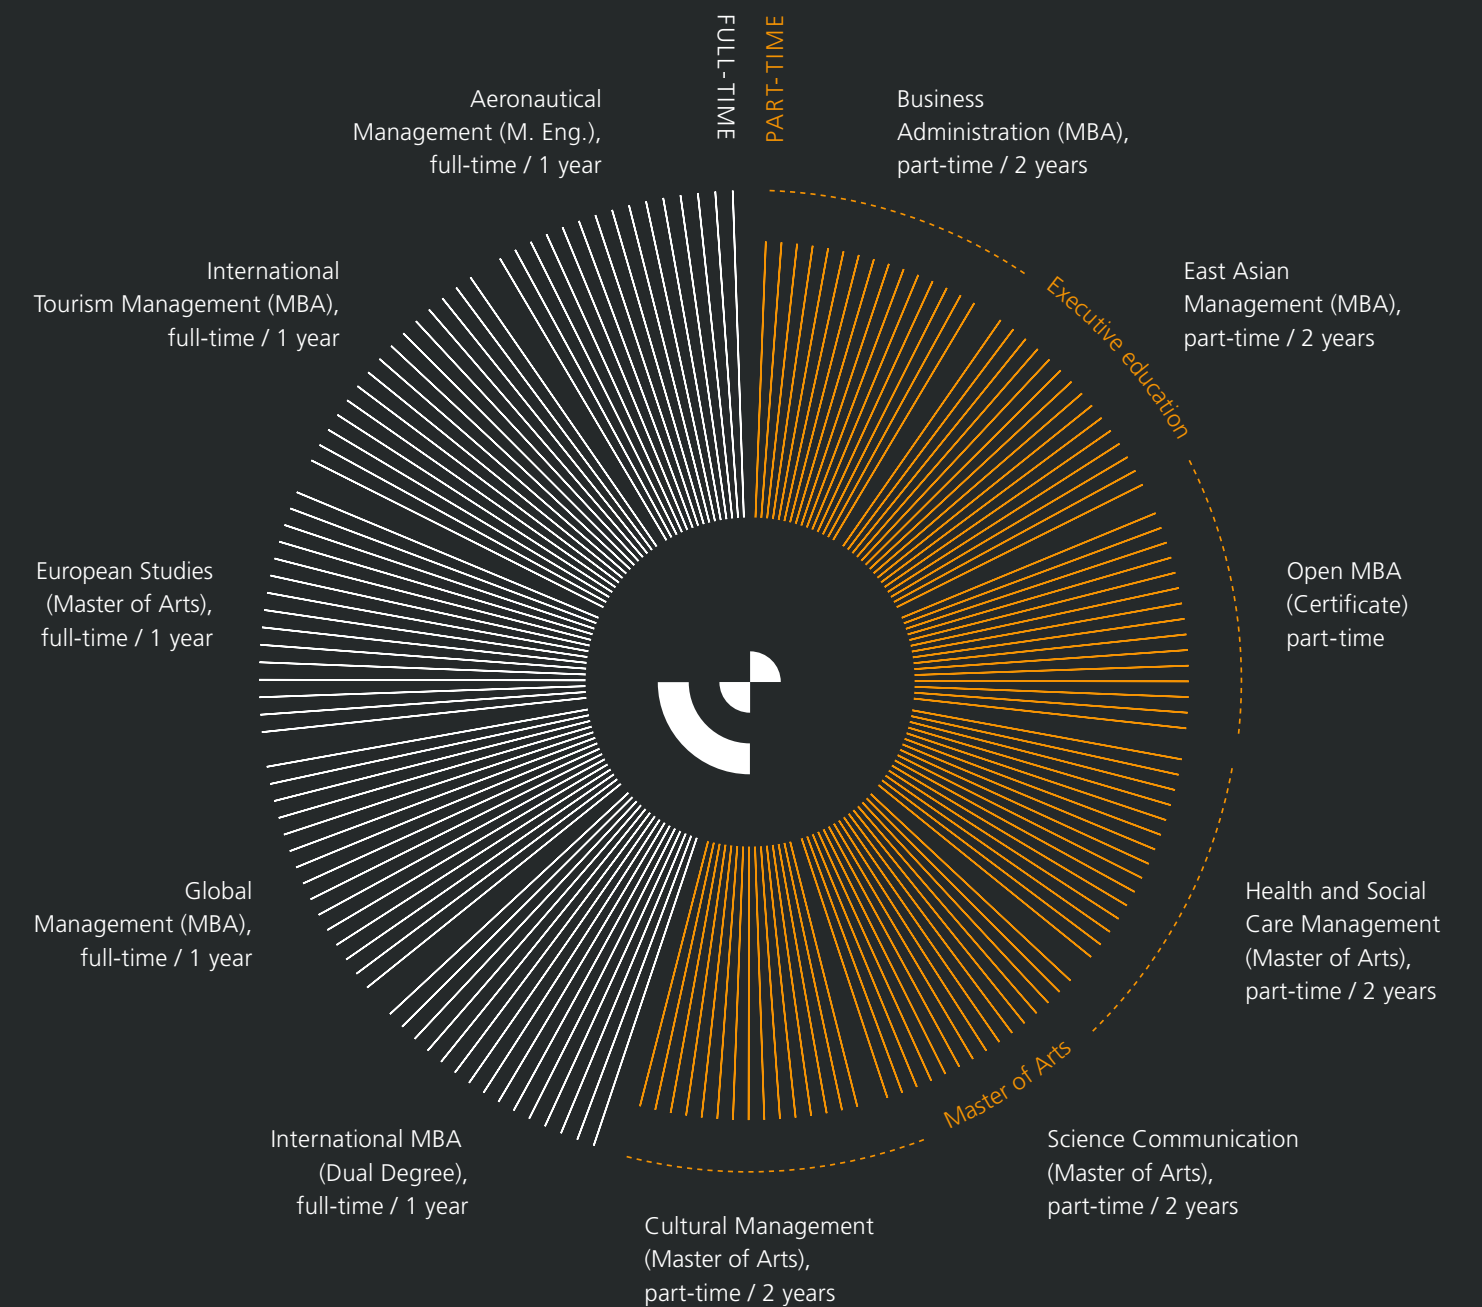 FULL-TIME
PART-TIME
Business
Administration (MBA),
part-time / 2 years
East Asian
Management (MBA),
part-time / 2 years
Executive education
Open MBA
(Certificate)
part-time
Health and Social
Care Management
(Master of Arts),
part-time / 2 years
Master of Arts
Science Communication
(Master of Arts),
part-time / 2 years
Cultural Management
(Master of Arts),
part-time / 2 years
International MBA
(Dual Degree),
full-time / 1 year
Global
Management (MBA),
full-time / 1 year
European Studies
(Master of Arts),
full-time / 1 year
International
Tourism Management (MBA),
full-time / 1 year
Aeronautical
Management (M. Eng.),
full-time / 1 year